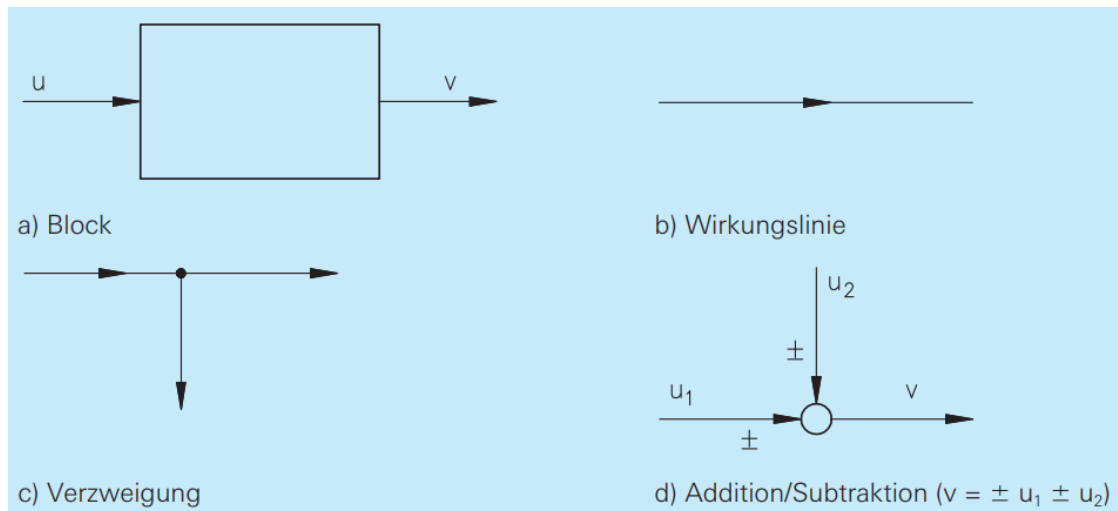 u
v
a) Block
b) Wirkungslinie
c) Verzweigung
u₂
±
u₁
v
±
d) Addition/Subtraktion (v = ± u₁ ± u₂)